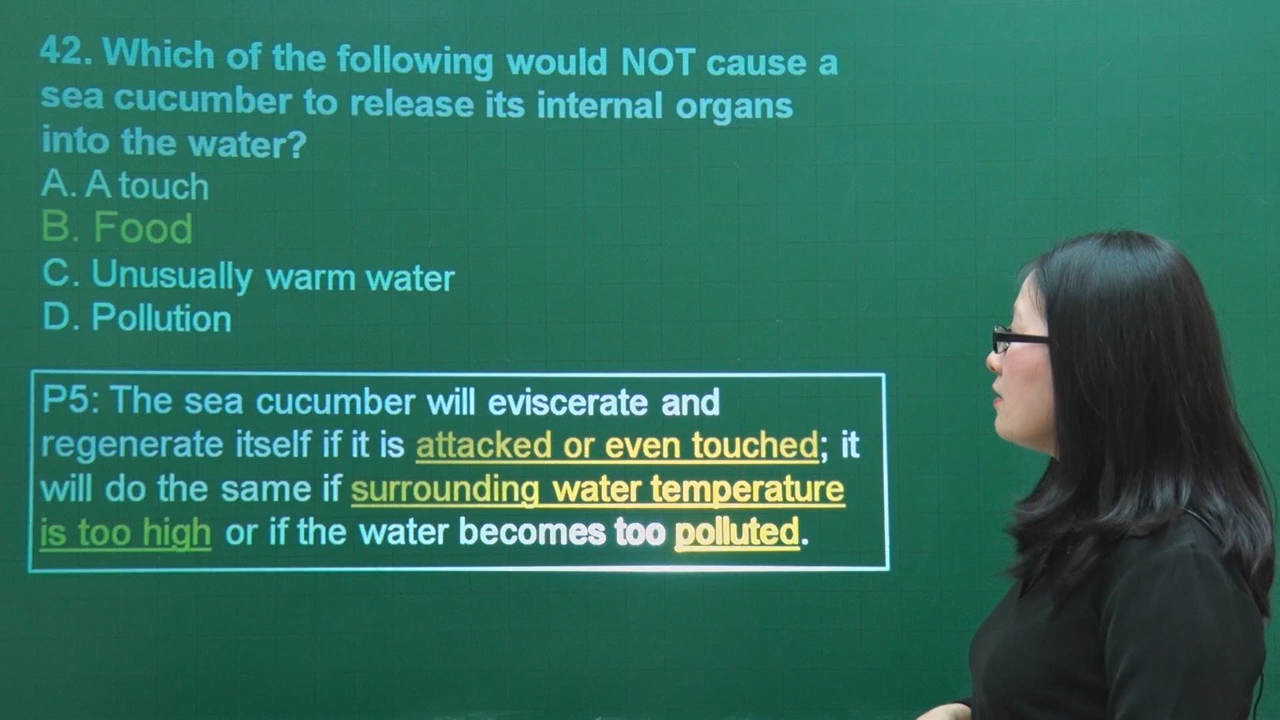 42. Which of the following would NOT cause a
sea cucumber to release its internal organs
into the water?
A. A touch
B. Food
C. Unusually warm water
D. Pollution
P5: The sea cucumber will eviscerate and
regenerate itself if it is attacked or even touched; it
will do the same if surrounding water temperature
is too high or if the water becomes too polluted.